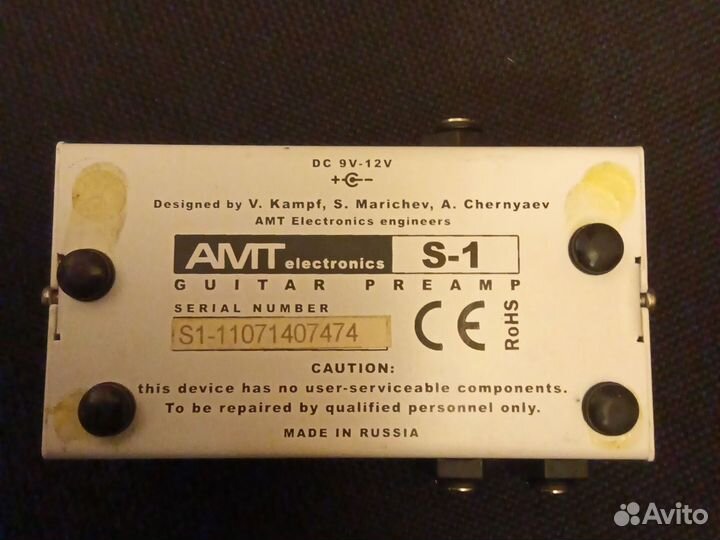 DC 9V-12V
+ -
Designed by V. Kampf, S. Marichev, A. Chernyaev
AMT Electronics engineers
AMT electronics S-1
GUITAR PREAMP
SERIAL NUMBER
S1-11071407474
CE RoHS
CAUTION:
this device has no user-serviceable components.
To be repaired by qualified personnel only.
MADE IN RUSSIA
Avito